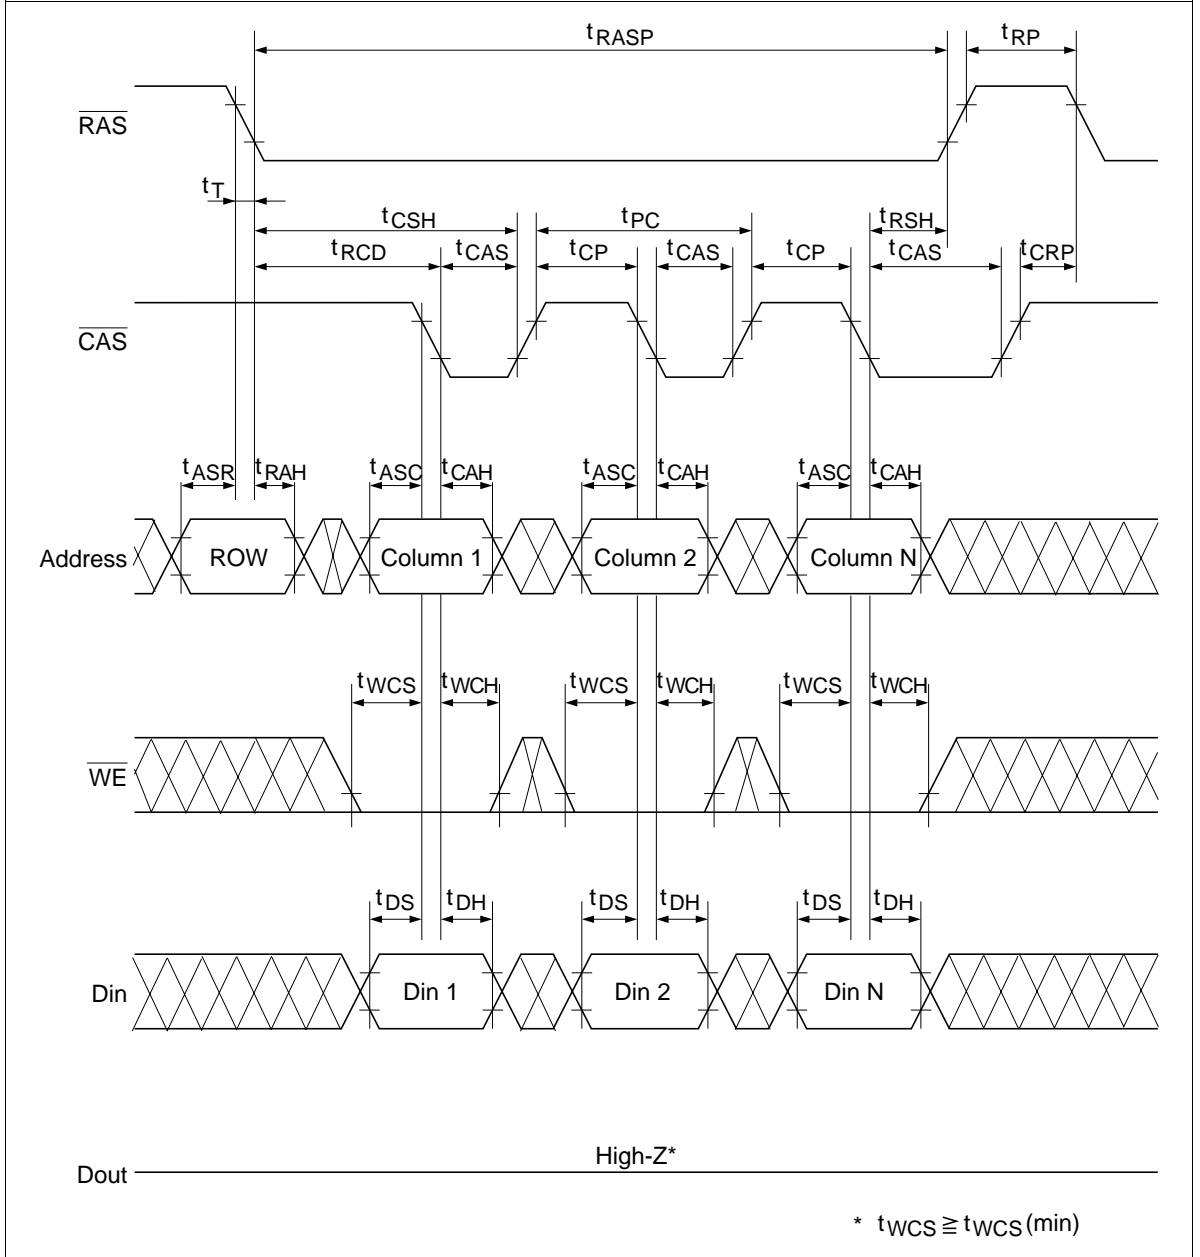 tRASP tRP
RAS
tT
tCSH tPC tRSH
tRCD tCAS tCP tCAS tCP tCAS tCRP
CAS
tASR tRAH tASC tCAH tASC tCAH tASC tCAH
Address ROW Column 1 Column 2 Column N
tWCS tWCH tWCS tWCH tWCS tWCH
WE
tDS tDH tDS tDH tDS tDH
Din Din 1 Din 2 Din N
High-Z*
Dout
* tWCS ≧ tWCS (min)